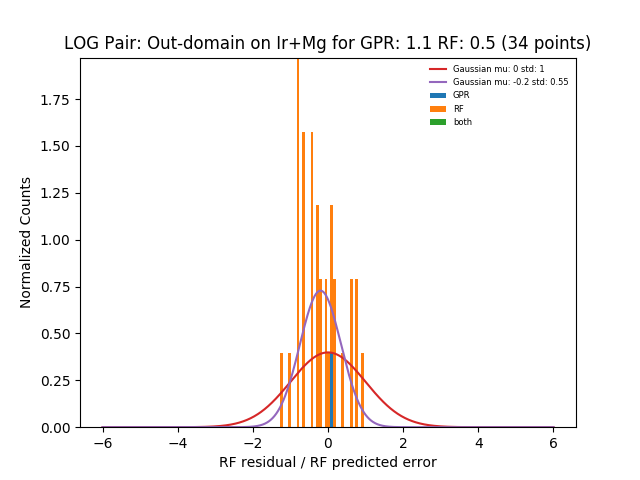 LOG Pair: Out-domain on Ir+Mg for GPR: 1.1 RF: 0.5 (34 points)
Gaussian mu: 0 std: 1
Gaussian mu: -0.2 std: 0.55
GPR
RF
both
Normalized Counts
1.75
1.50
1.25
1.00
0.75
0.50
0.25
0.00
−6 −4 −2 0 2 4 6
RF residual / RF predicted error